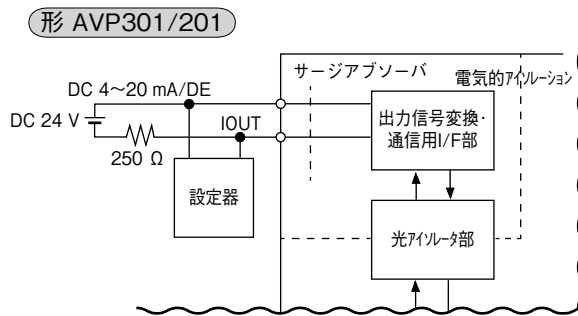 形 AVP301/201
サージアブソーバ
電気的アイソレーション
DC 4～20 mA/DE
DC 24 V
IOUT
250 Ω
出力信号変換・
通信用I/F部
設定器
光アイソレータ部